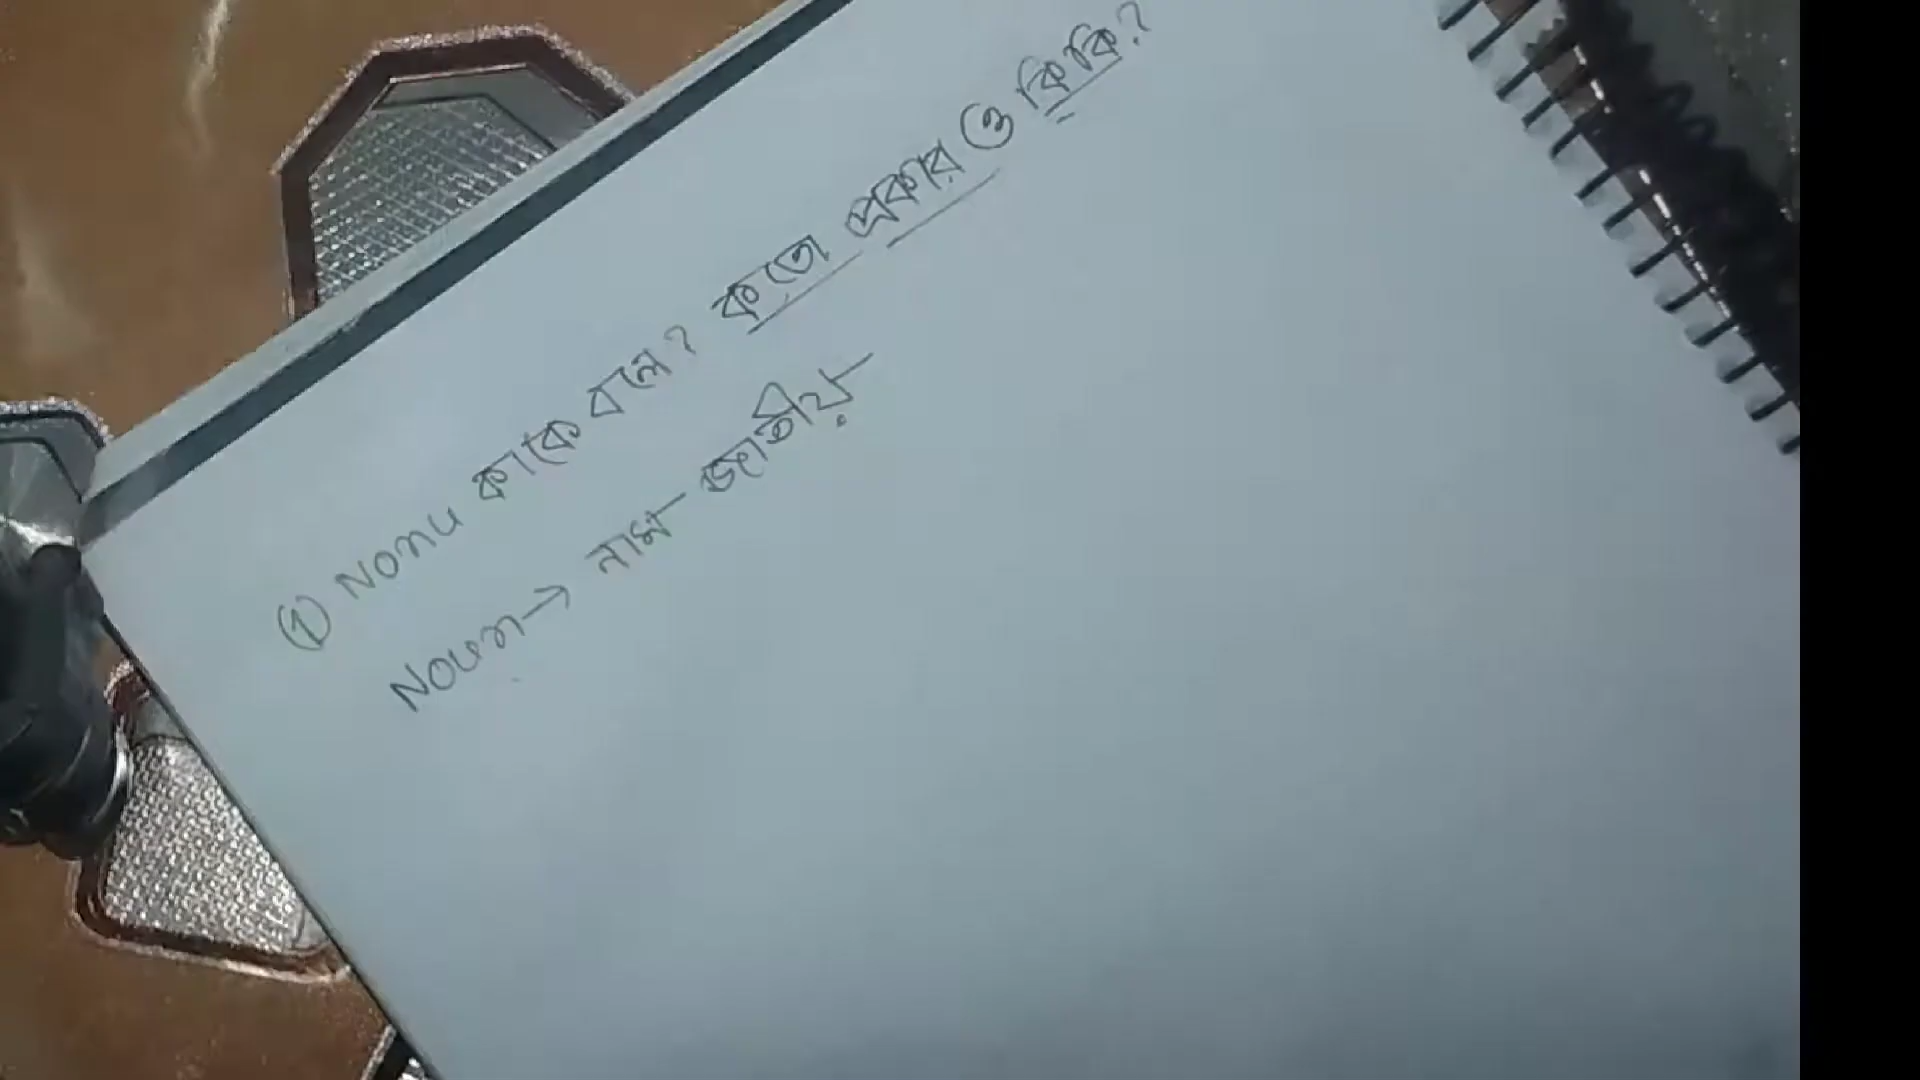 ① Nonu কাকে বলে? কতো প্রকার ও কি কি?
Noun→ নাম জাতীয়